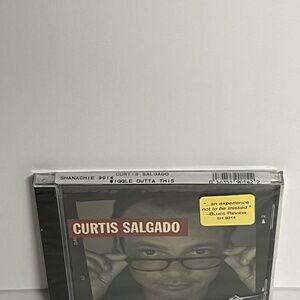 CURTIS SALGADO
SHANACHIE 9014 WIGGLE OUTTA THIS
"...an experience
not to be missed."
–BLUES REVIEW
SH 9014
CURTIS SALGADO